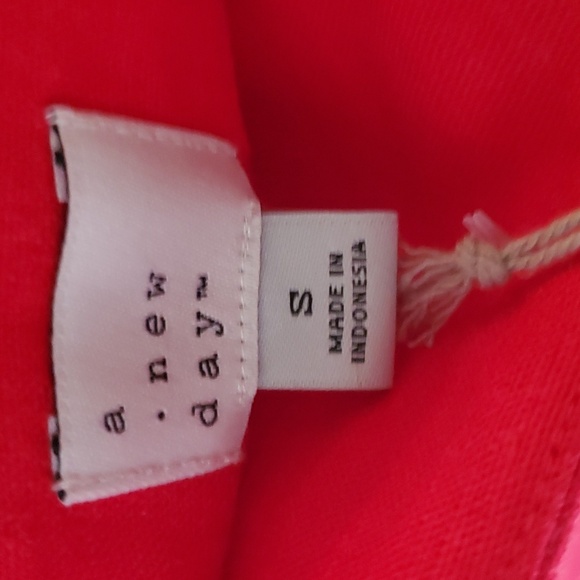 a
. new
day™
S
MADE IN
INDONESIA